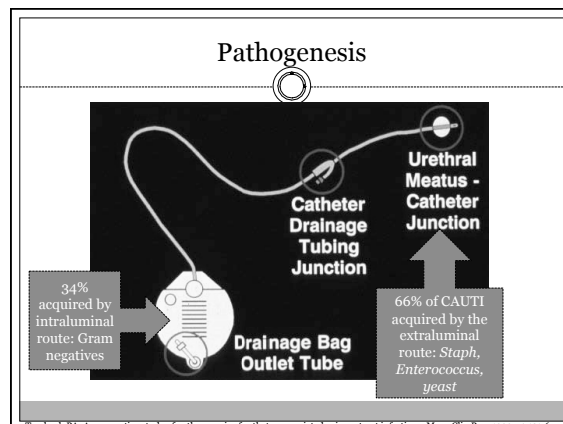 Pathogenesis
Urethral
Meatus -
Catheter
Junction
Catheter
Drainage
Tubing
Junction
34%
acquired by
intraluminal
route: Gram
negatives
66% of CAUTI
acquired by the
extraluminal
route: Staph,
Enterococcus,
yeast
Drainage Bag
Outlet Tube